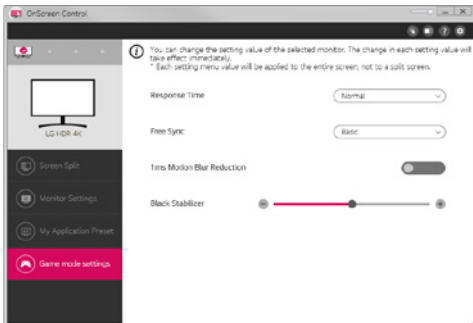 OnScreen Control
You can change the setting value of the selected monitor. The change in each setting value will
take effect immediately.
* Each setting menu value will be applied to the entire screen; not to a split screen.
Response Time
Normal
LG HDR 4K
Free Sync
Basic
Screen Split
1ms Motion Blur Reduction
Monitor Settings
Black Stabilizer
My Application Preset
Game mode settings